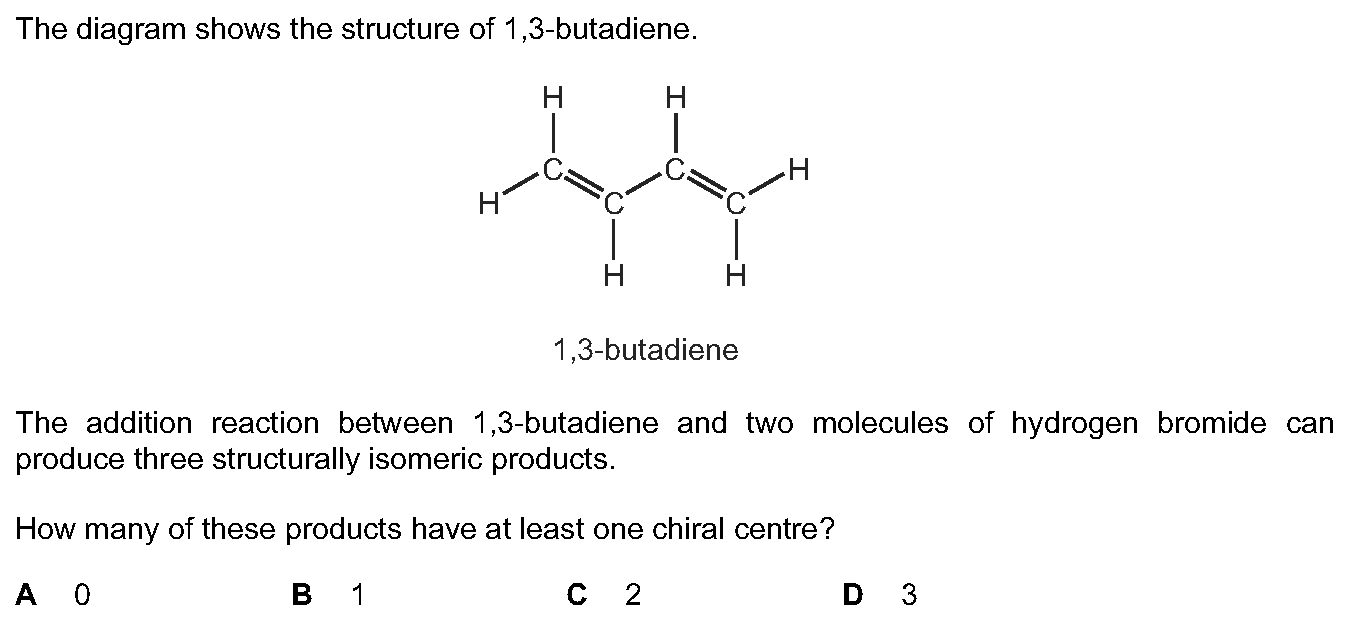 The diagram shows the structure of 1,3-butadiene.
H H
C C H
H C C
H H
1,3-butadiene
The addition reaction between 1,3-butadiene and two molecules of hydrogen bromide can
produce three structurally isomeric products.
How many of these products have at least one chiral centre?
A 0 B 1 C 2 D 3